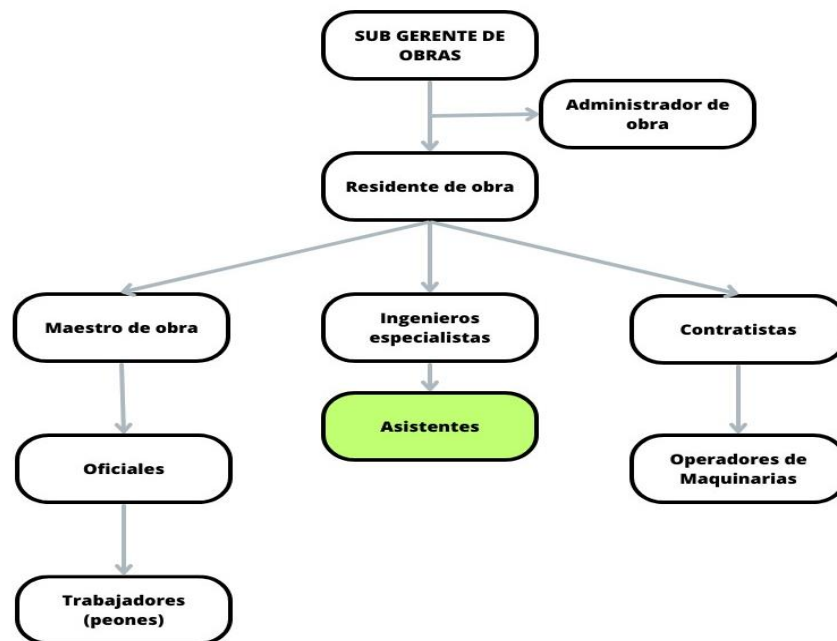 SUB GERENTE DE
OBRAS
Administrador de
obra
Residente de obra
Maestro de obra
Ingenieros
especialistas
Contratistas
Asistentes
Oficiales
Operadores de
Maquinarias
Trabajadores
(peones)